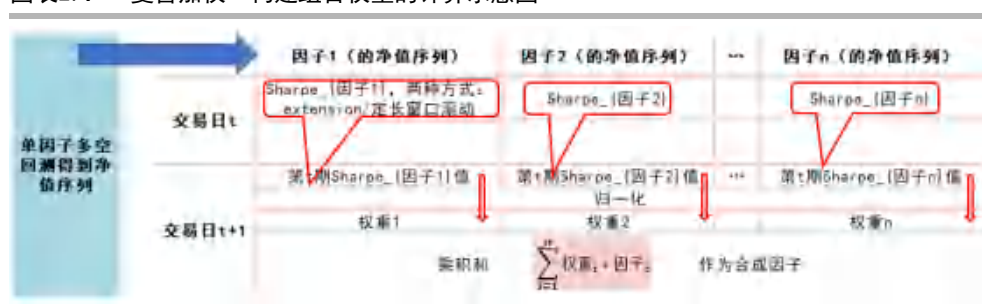 因子1（的净值序列） 因子2（的净值序列） … 因子n（的净值序列）
Sharpe_{因子1}，两种方式：
extension/定长窗口滚动
Sharpe_{因子2}
Sharpe_{因子n}
交易日t
单因子多空
回测得到净
值序列
第t期Sharpe_{因子1}值 第t期Sharpe_{因子2}值 … 第t期Sharpe_{因子n}值
归一化
交易日t+1
权重1 权重2 权重n
乘积和 作为合成因子